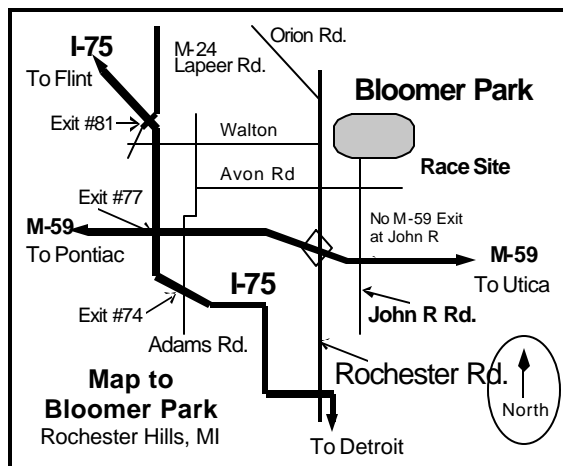 Orion Rd.
I-75
M-24
Lapeer Rd.
To Flint
Bloomer Park
Exit #81
Walton
Race Site
Avon Rd
Exit #77
No M-59 Exit
at John R
M-59
To Pontiac
M-59
To Utica
I-75
Exit #74
John R Rd.
Adams Rd.
Rochester Rd.
Map to
Bloomer Park
Rochester Hills, MI
North
To Detroit